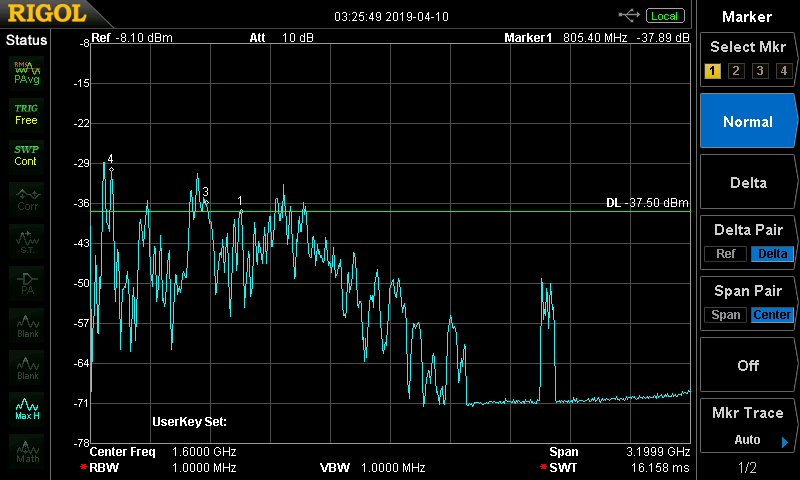 RIGOL
03:25:49 2019-04-10
Local
Marker
Status
Ref -8.10 dBm
Att 10 dB
Marker1 805.40 MHz -37.89 dB
-8
-15
-22
-29
-36
-43
-50
-57
-64
-71
-78
4
3
1
DL -37.50 dBm
UserKey Set:
Center Freq 1.6000 GHz
Span 3.1999 GHz
RBW 1.0000 MHz
VBW 1.0000 MHz
SWT 16.158 ms
RMS
PAvg
TRIG
Free
SWP
Cont
Corr
S.T.
PA
Blank
Blank
Max H
Math
Select Mkr
1 2 3 4
Normal
Delta
Delta Pair
Ref Delta
Span Pair
Span Center
Off
Mkr Trace
Auto
1/2